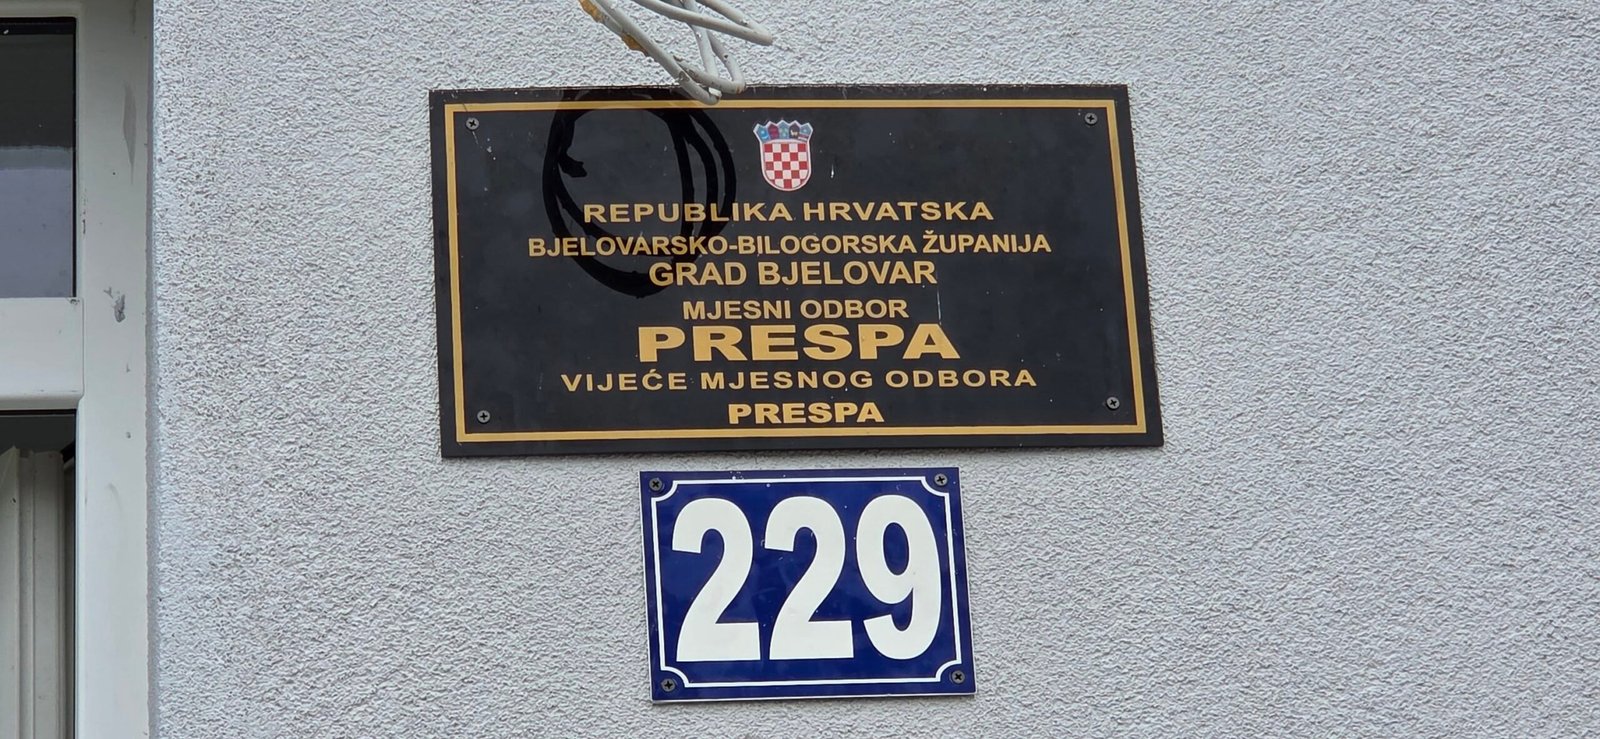 REPUBLIKA HRVATSKA
BJELOVARSKO-BILOGORSKA ŽUPANIJA
GRAD BJELOVAR
MJESNI ODBOR
PRESPA
VIJEĆE MJESNOG ODBORA
PRESPA
229